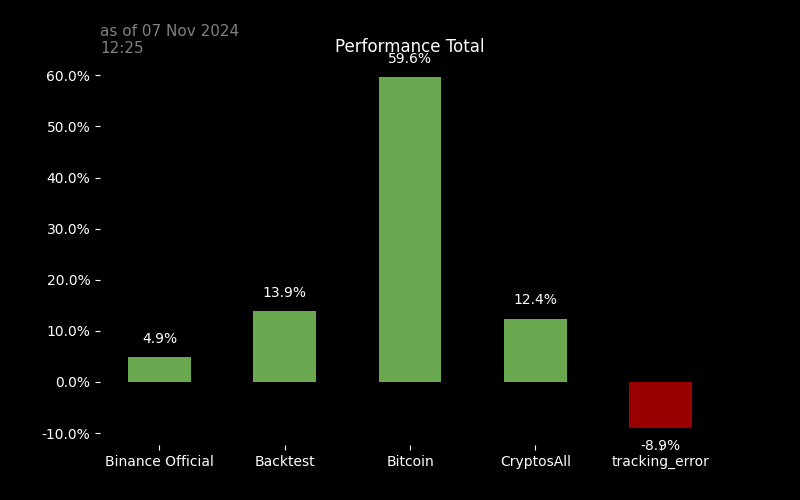 as of 07 Nov 2024
12:25
Performance Total
59.6%
60.0%
50.0%
40.0%
30.0%
20.0%
13.9%
12.4%
10.0%
4.9%
0.0%
-10.0%
-8.9%
Binance Official
Backtest
Bitcoin
CryptosAll
tracking_error